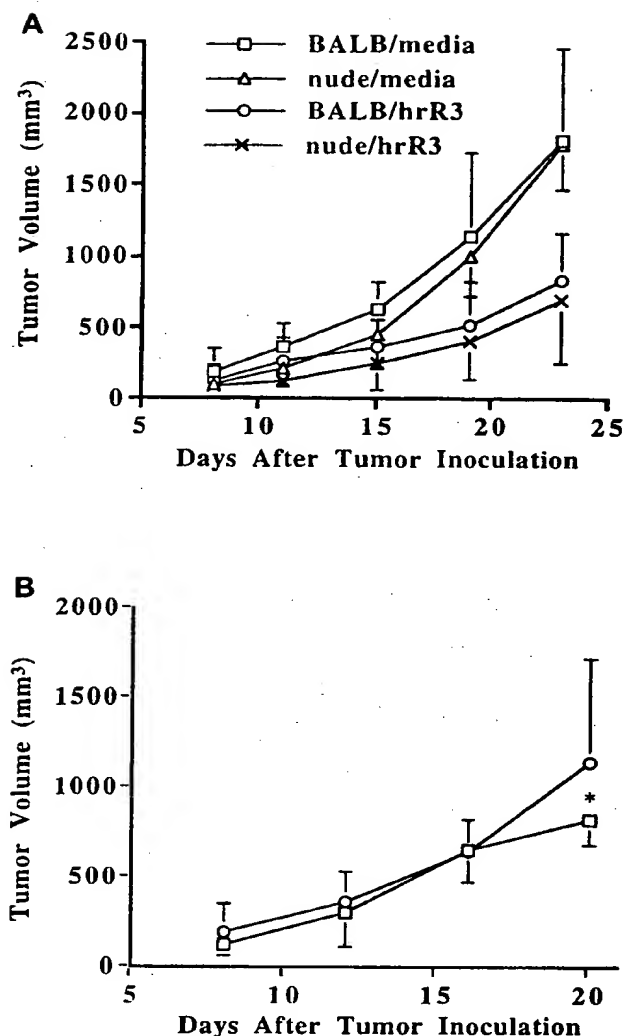 A
BALB/media
nude/media
BALB/hrR3
nude/hrR3
Tumor Volume (mm3)
2500
2000
1500
1000
500
0
5 10 15 20 25
Days After Tumor Inoculation
B
Tumor Volume (mm3)
2000
1500
1000
500
0
*
5 10 15 20
Days After Tumor Inoculation